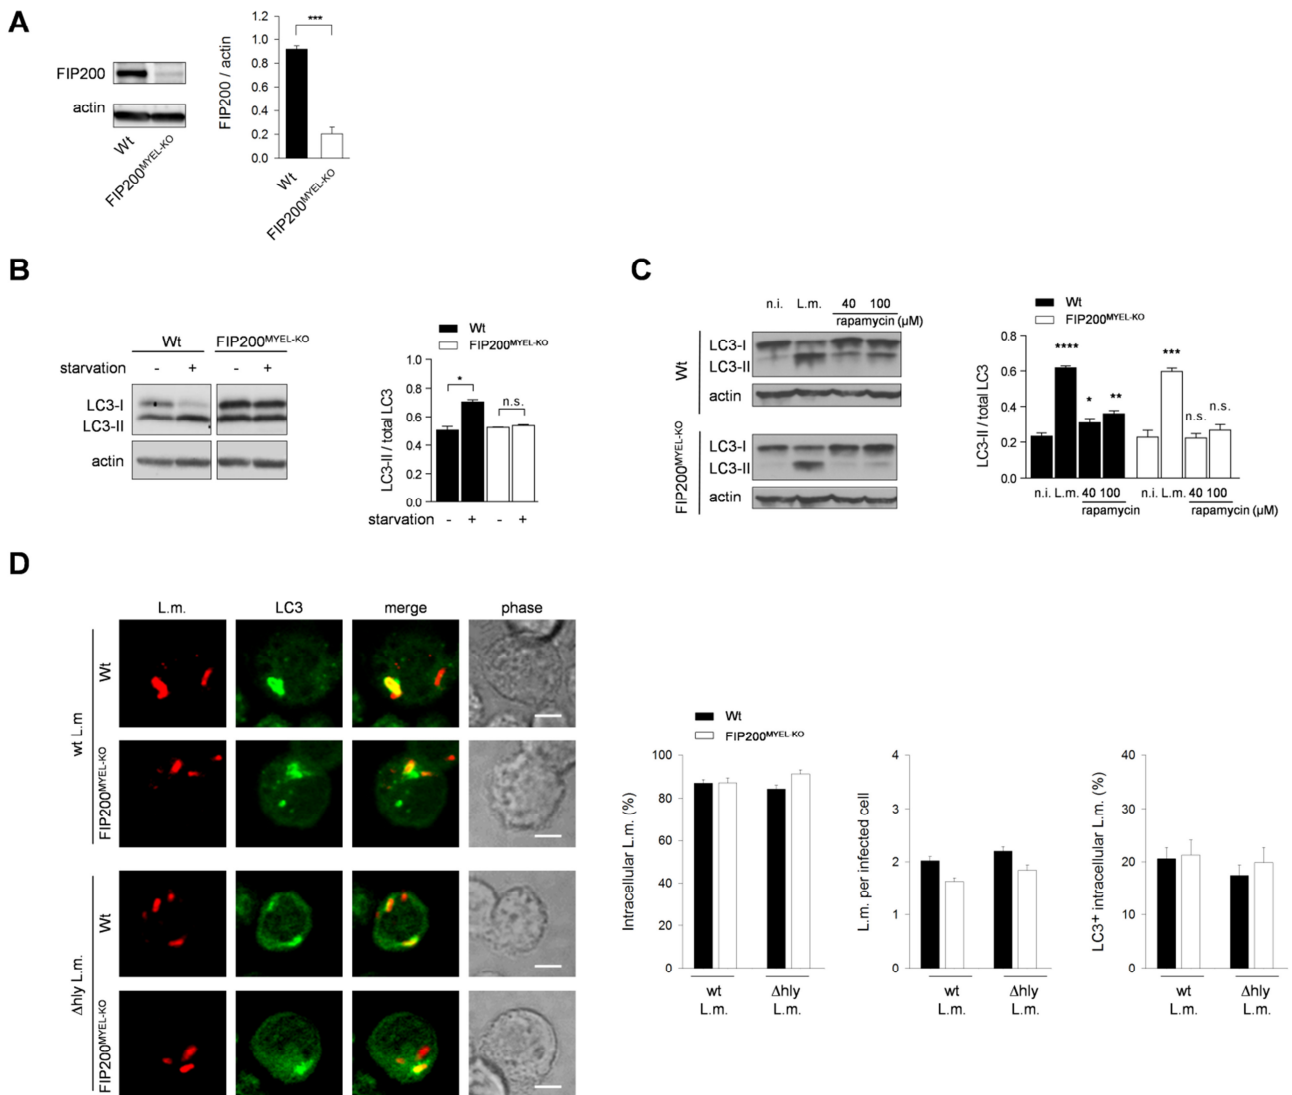 A
FIP200
actin
Wt
FIP200MYEL-KO
FIP200 / actin
1.2
1.0
0.8
0.6
0.4
0.2
0.0
***
Wt
FIP200MYEL-KO
B
Wt
FIP200MYEL-KO
starvation
- + - +
LC3-I
LC3-II
actin
Wt
FIP200MYEL-KO
LC3-II / total LC3
1.0
0.8
0.6
0.4
0.2
0.0
*
n.s.
starvation - + - +
C
n.i. L.m. 40 100
rapamycin (µM)
Wt
LC3-I
LC3-II
actin
FIP200MYEL-KO
LC3-I
LC3-II
actin
Wt
FIP200MYEL-KO
LC3-II / total LC3
0.8
0.6
0.4
0.2
0.0
****
*
**
***
n.s.
n.s.
n.i. L.m. 40 100 n.i. L.m. 40 100
rapamycin rapamycin (µM)
D
L.m. LC3 merge phase
wt L.m
Wt
FIP200MYEL-KO
Δhly L.m.
Wt
FIP200MYEL-KO
Wt
FIP200MYEL-KO
Intracellular L.m. (%)
100
80
60
40
20
0
wt Δhly
L.m. L.m.
L.m. per infected cell
4
3
2
1
0
wt Δhly
L.m. L.m.
LC3+ intracellular L.m. (%)
40
30
20
10
0
wt Δhly
L.m. L.m.